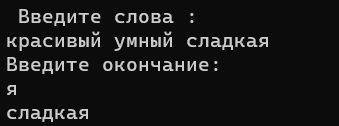 Введите слова :
красивый умный сладкая
Введите окончание:
я
сладкая